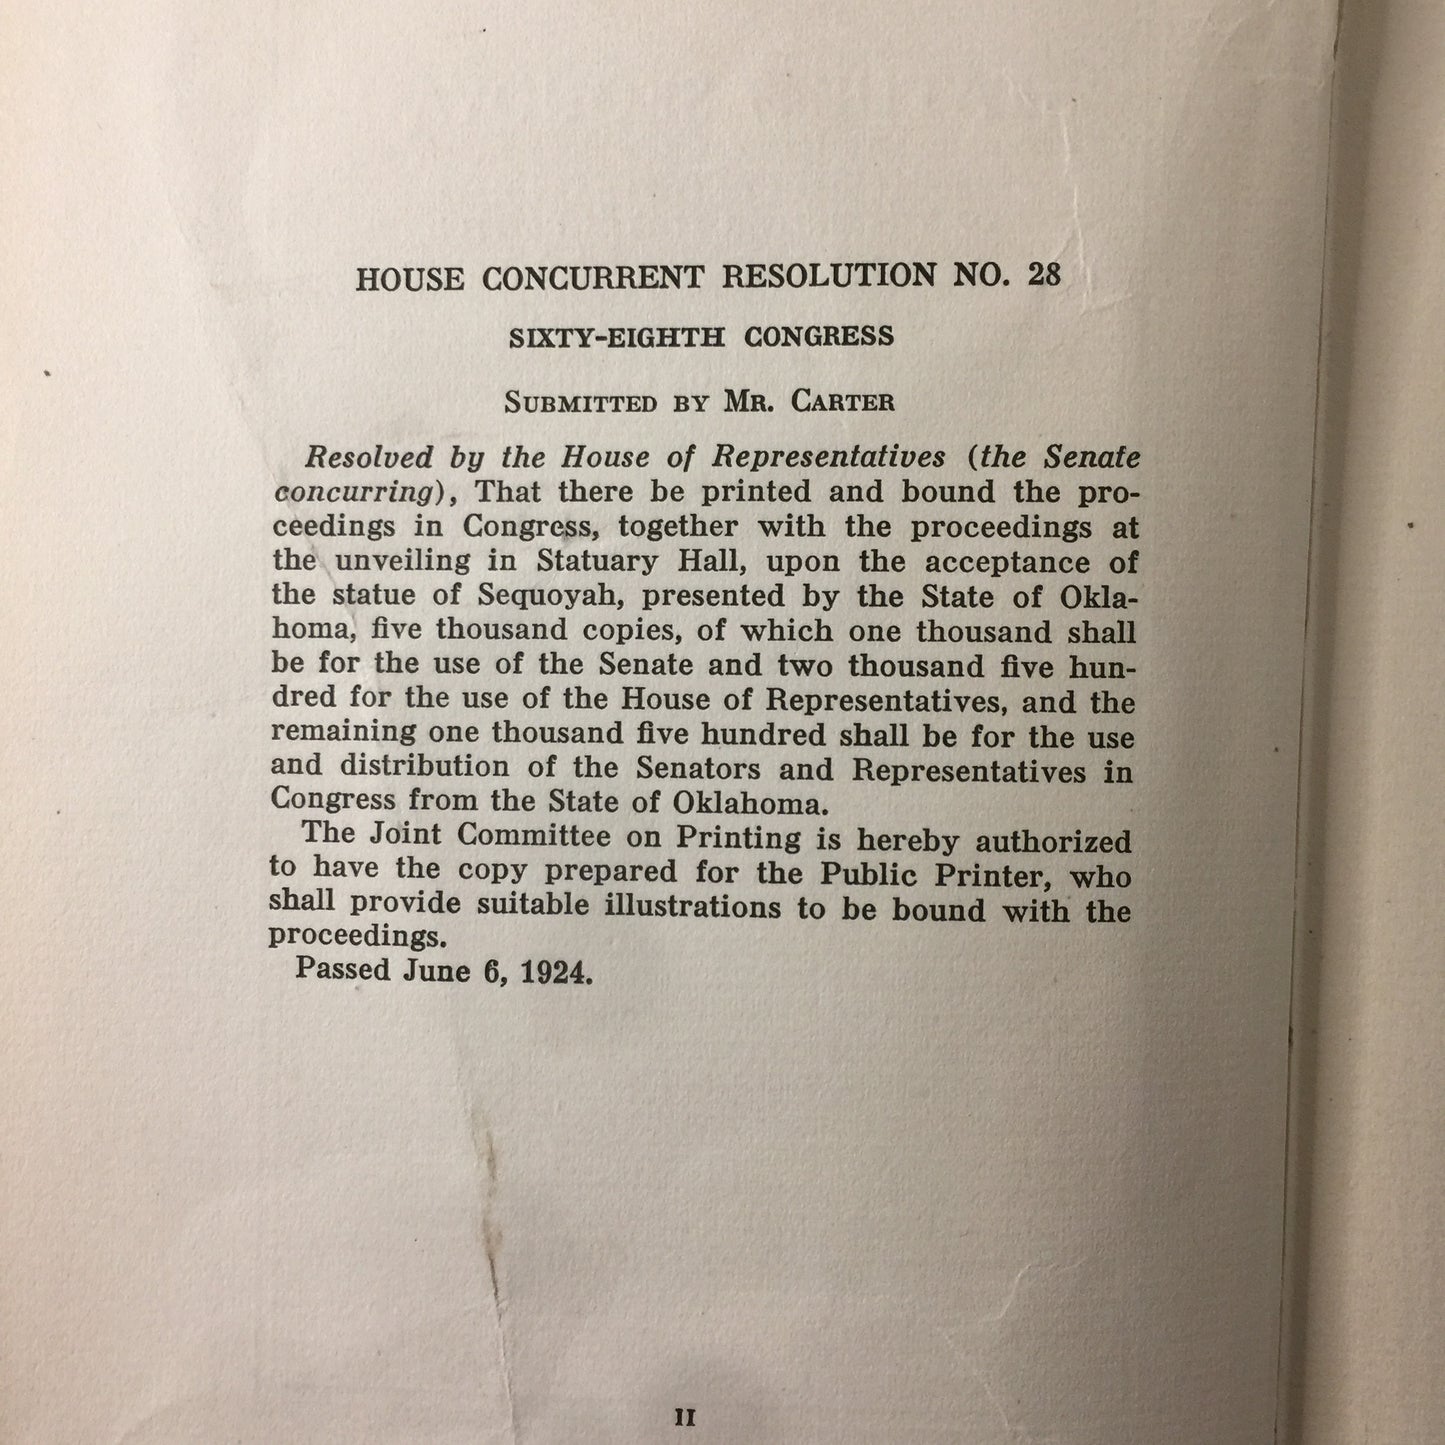 HOUSE CONCURRENT RESOLUTION NO. 28
SIXTY-EIGHTH CONGRESS
SUBMITTED BY MR. CARTER
Resolved by the House of Representatives (the Senate
concurring), That there be printed and bound the pro-
ceedings in Congress, together with the proceedings at
the unveiling in Statuary Hall, upon the acceptance of
the statue of Sequoyah, presented by the State of Okla-
homa, five thousand copies, of which one thousand shall
be for the use of the Senate and two thousand five hun-
dred for the use of the House of Representatives, and the
remaining one thousand five hundred shall be for the use
and distribution of the Senators and Representatives in
Congress from the State of Oklahoma.
The Joint Committee on Printing is hereby authorized
to have the copy prepared for the Public Printer, who
shall provide suitable illustrations to be bound with the
proceedings.
Passed June 6, 1924.
II